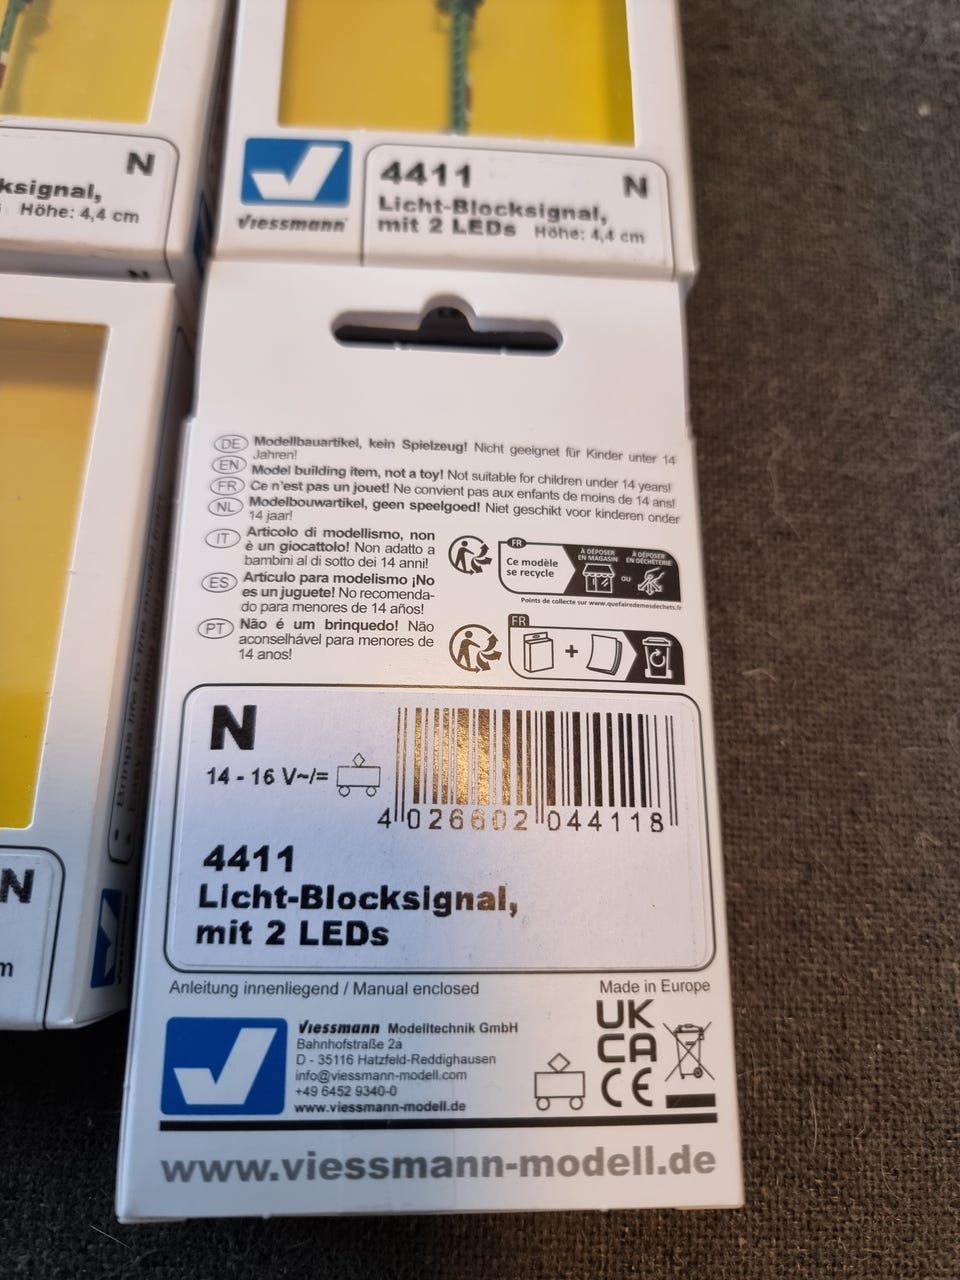 N
ksignal,
Höhe: 4,4 cm
Viessmann
4411 N
Licht-Blocksignal,
mit 2 LEDs Höhe: 4,4 cm
N
DE Modellbauartikel, kein Spielzeug! Nicht geeignet für Kinder unter 14
Jahren!
EN Model building item, not a toy! Not suitable for children under 14 years!
FR Ce n'est pas un jouet! Ne convient pas aux enfants de moins de 14 ans!
NL Modelbouwartikel, geen speelgoed! Niet geschikt voor kinderen onder
14 jaar!
IT Articolo di modellismo, non
è un giocattolo! Non adatto a
bambini al di sotto dei 14 anni!
ES Artículo para modelismo ¡No
es un juguete! No recomenda-
do para menores de 14 años!
PT Não é um brinquedo! Não
aconselhável para menores de
14 anos!
FR
Ce modèle
se recycle
À DÉPOSER
EN MAGASIN
OU
À DÉPOSER
EN DÉCHÈTERIE
Points de collecte sur www.quefairedemesdechets.fr
FR
+
N
14 - 16 V~/=
4 026602 044118
4411
Licht-Blocksignal,
mit 2 LEDs
Anleitung innenliegend / Manual enclosed
Made in Europe
Viessmann Modelltechnik GmbH
Bahnhofstraße 2a
D - 35116 Hatzfeld-Reddighausen
info@viessmann-modell.com
+49 6452 9340-0
www.viessmann-modell.de
UK
CA
CE
www.viessmann-modell.de
N
m